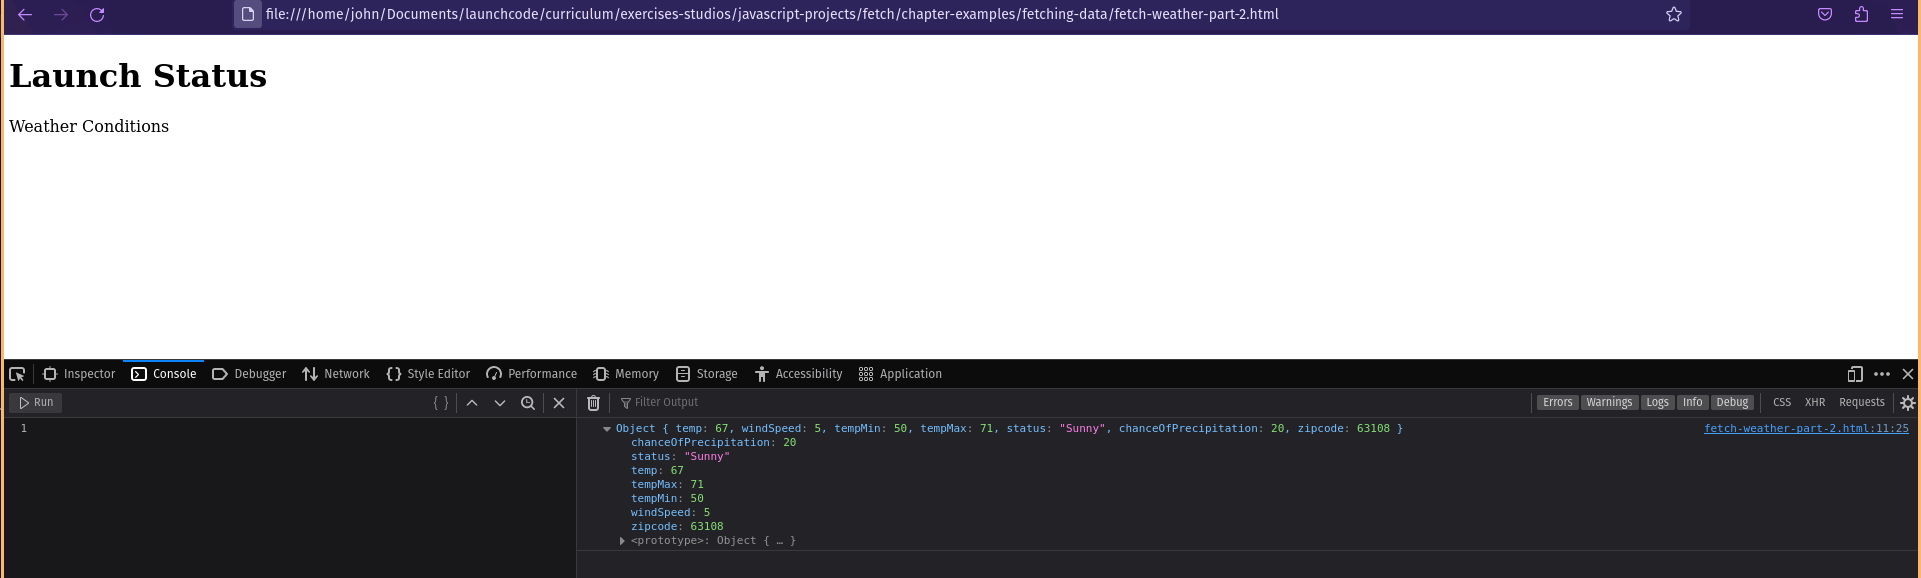 file:///home/john/Documents/launchcode/curriculum/exercises-studios/javascript-projects/fetch/chapter-examples/fetching-data/fetch-weather-part-2.html
Launch Status
Weather Conditions
Inspector Console Debugger Network {} Style Editor Performance Memory Storage Accessibility Application
Run { } Filter Output Errors Warnings Logs Info Debug CSS XHR Requests
1
Object { temp: 67, windSpeed: 5, tempMin: 50, tempMax: 71, status: "Sunny", chanceOfPrecipitation: 20, zipcode: 63108 } fetch-weather-part-2.html:11:25
chanceOfPrecipitation: 20
status: "Sunny"
temp: 67
tempMax: 71
tempMin: 50
windSpeed: 5
zipcode: 63108
<prototype>: Object { … }